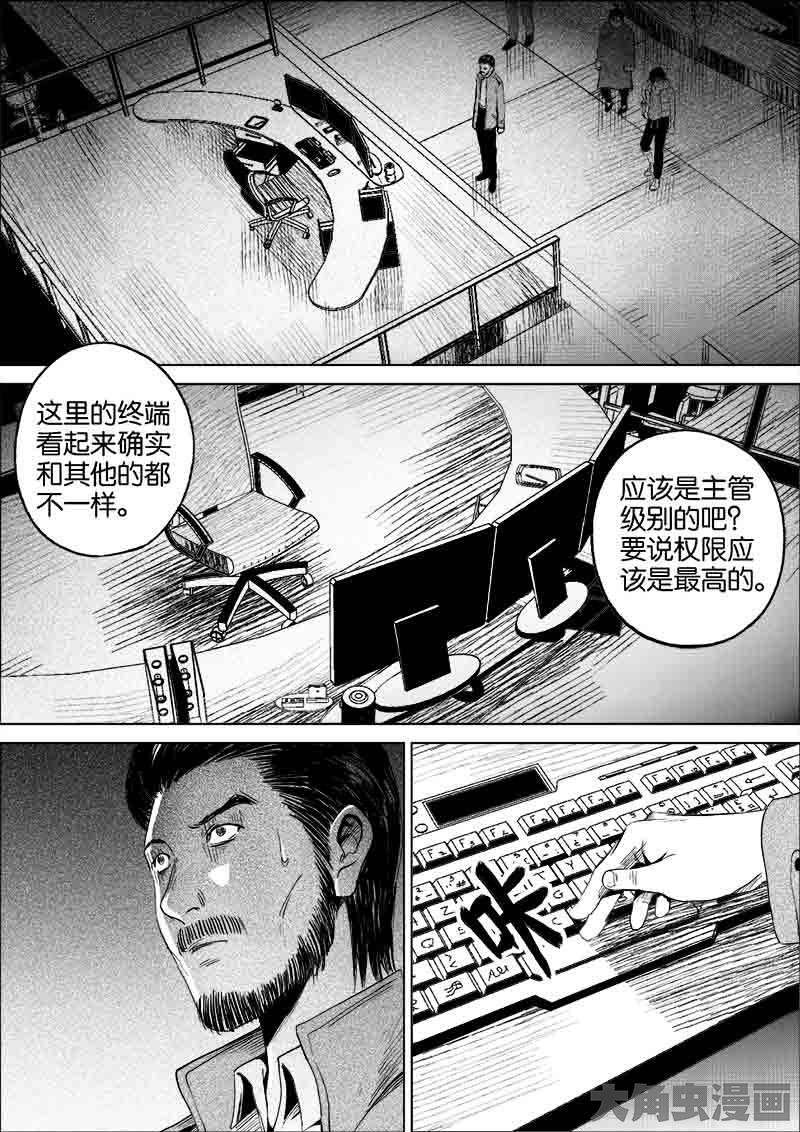 这里的终端
看起来确实
和其他的都
不一样。
应该是主管
级别的吧？
要说权限应
该是最高的。
咔
大角虫漫画